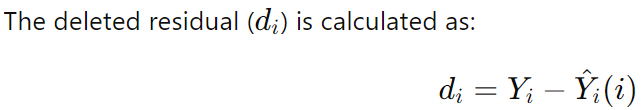 The deleted residual (dᵢ) is calculated as:
dᵢ = Yᵢ − Ŷᵢ(i)